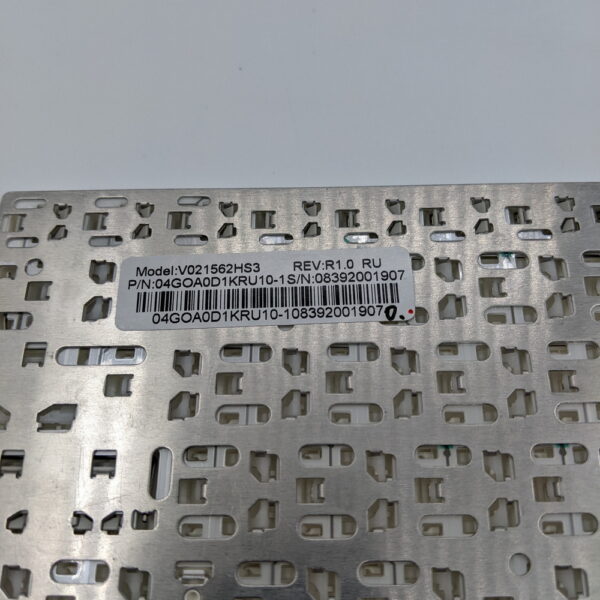 Model:V021562HS3 REV:R1.0 RU
P/N:04GOA0D1KRU10-1S/N:08392001907
04GOA0D1KRU10-108392001907